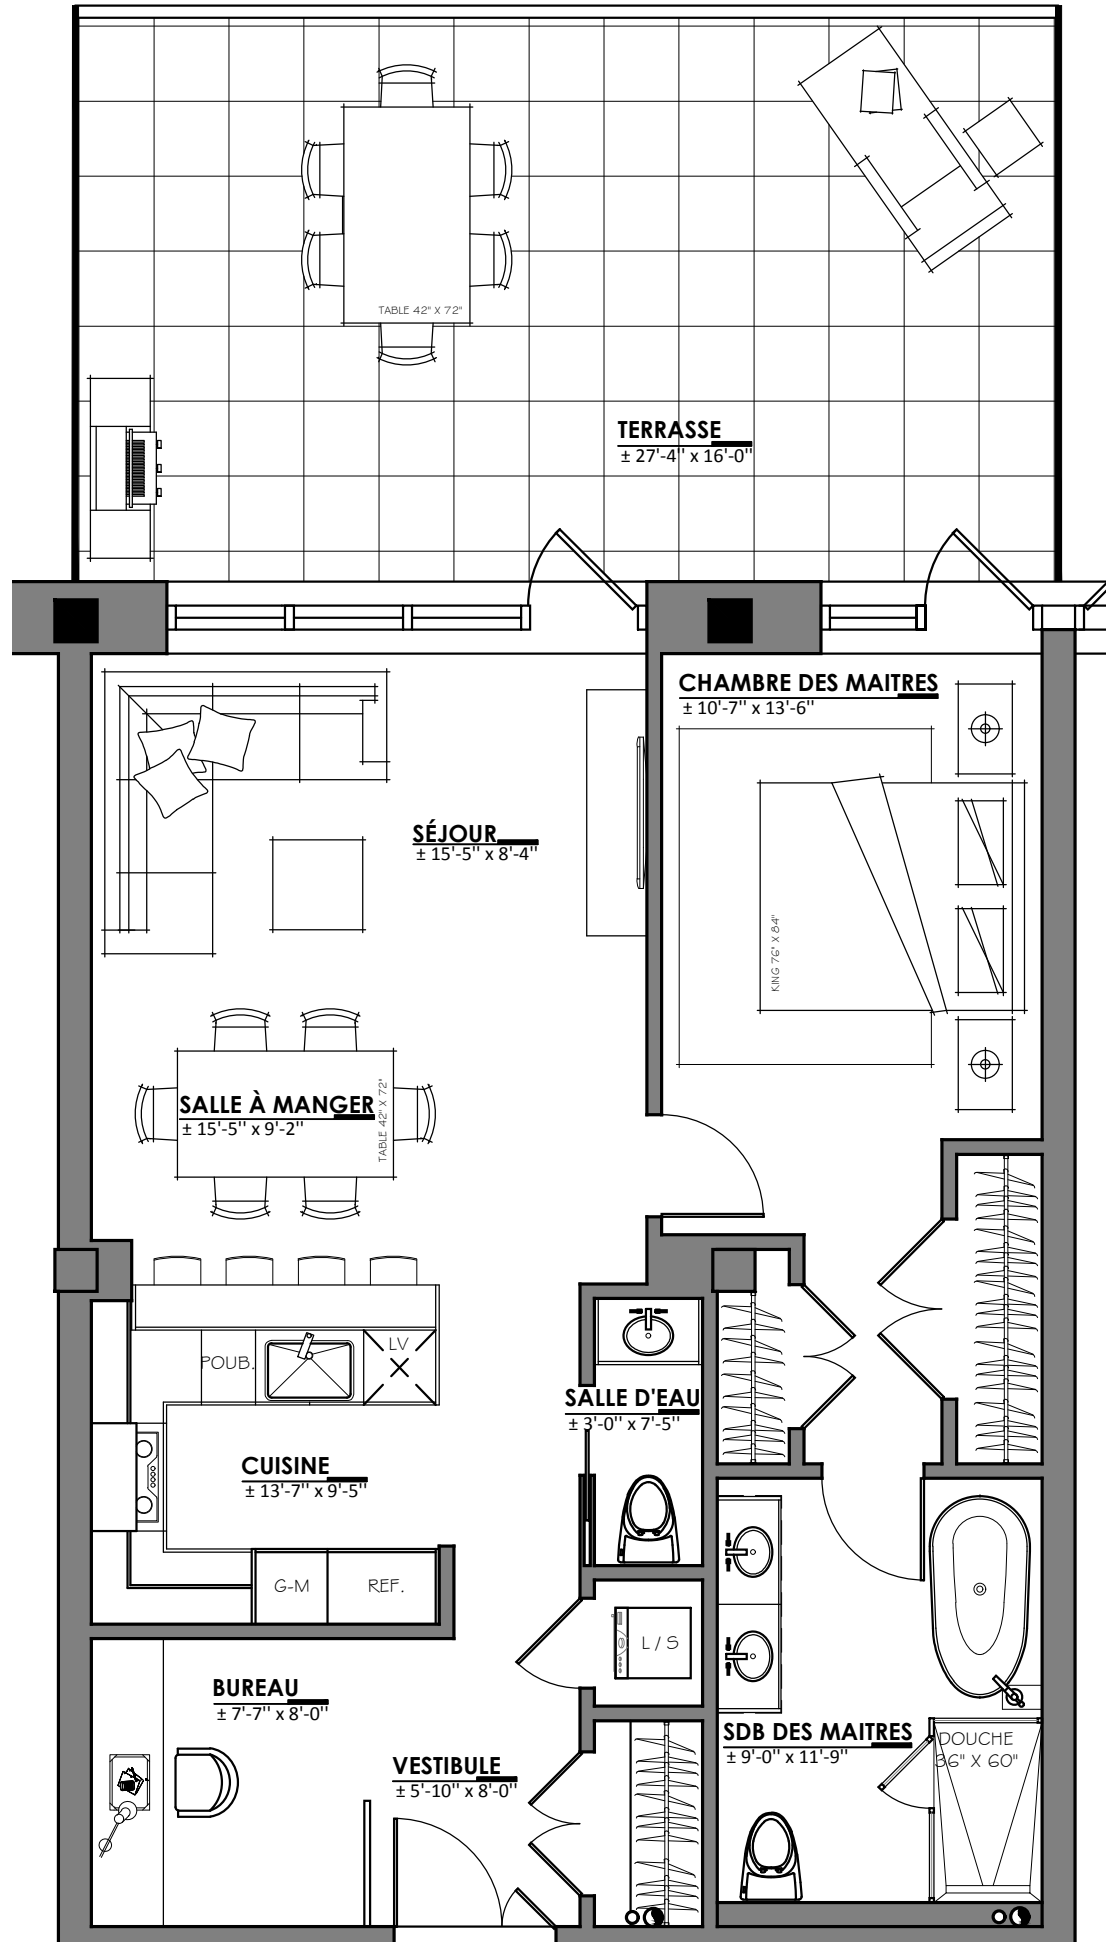 TABLE 42" X 72"
TERRASSE
± 27'-4'' x 16'-0''
CHAMBRE DES MAITRES
± 10'-7'' x 13'-6''
SÉJOUR
± 15'-5'' x 8'-4''
KING 76" X 84"
SALLE À MANGER
± 15'-5'' x 9'-2''
TABLE 42" X 72"
POUB.
LV
SALLE D'EAU
± 3'-0'' x 7'-5''
CUISINE
± 13'-7'' x 9'-5''
G-M
REF.
L / S
BUREAU
± 7'-7'' x 8'-0''
SDB DES MAITRES
± 9'-0'' x 11'-9''
DOUCHE
36" X 60"
VESTIBULE
± 5'-10'' x 8'-0''